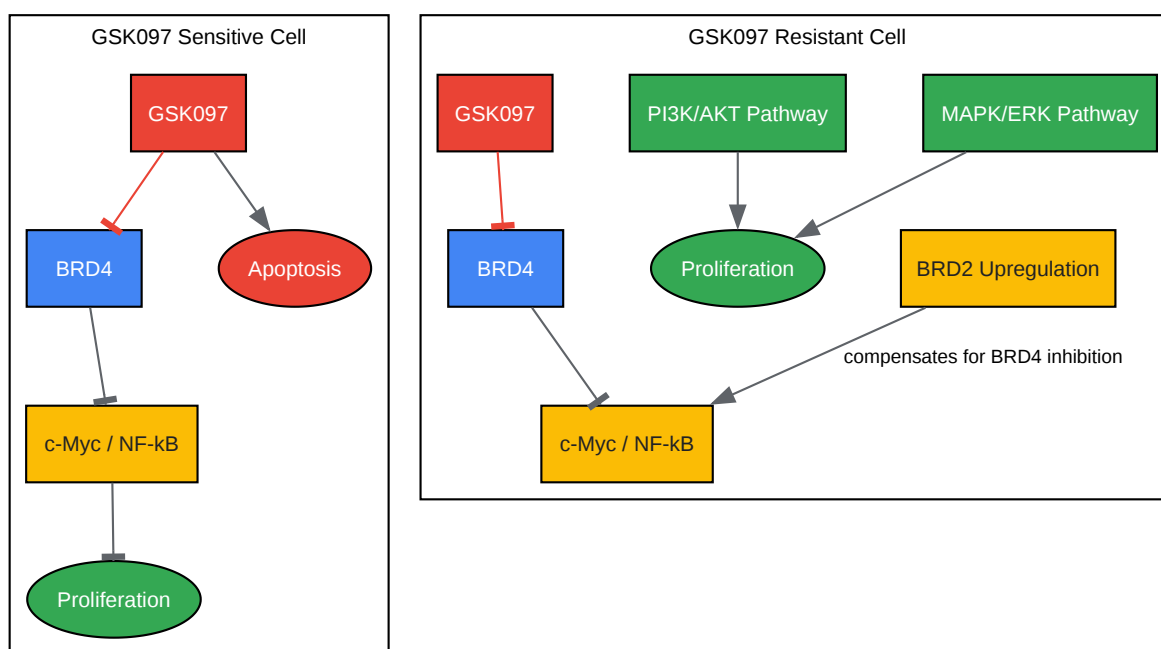 GSK097 Sensitive Cell
GSK097
BRD4
Apoptosis
c-Myc / NF-kB
Proliferation
GSK097 Resistant Cell
GSK097
PI3K/AKT Pathway
MAPK/ERK Pathway
BRD4
Proliferation
BRD2 Upregulation
compensates for BRD4 inhibition
c-Myc / NF-kB